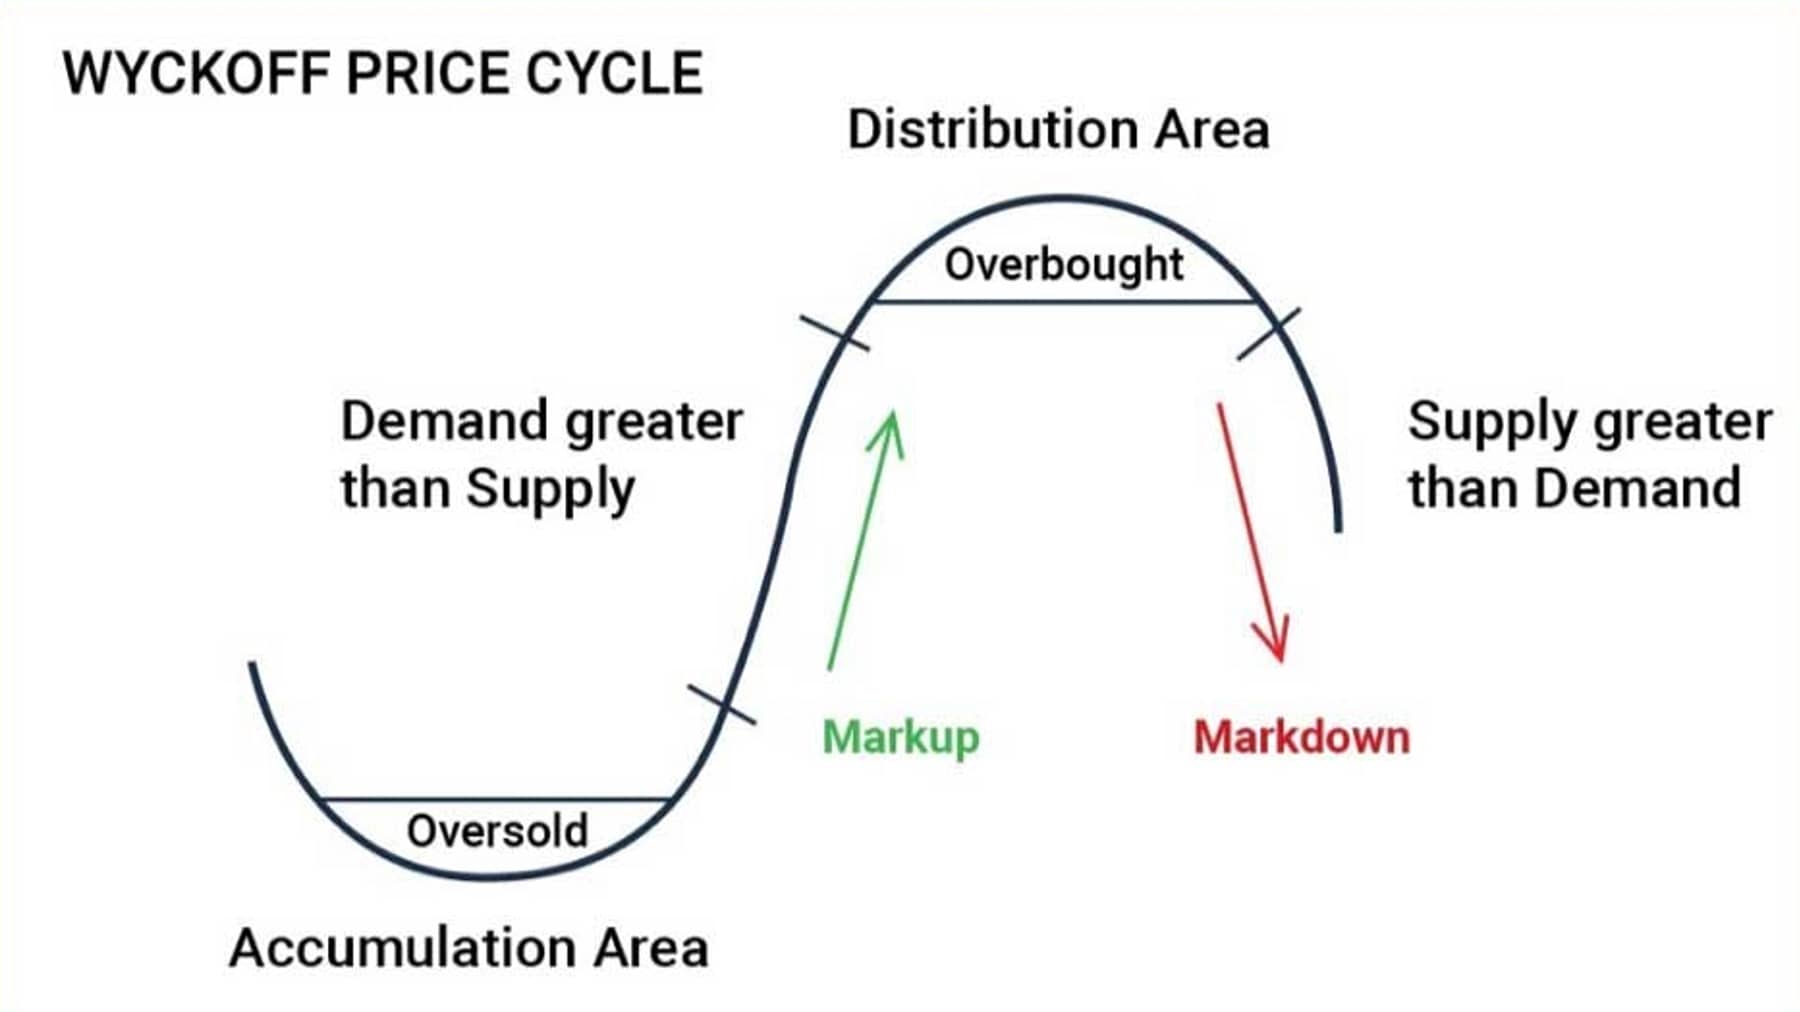 WYCKOFF PRICE CYCLE
Distribution Area
Overbought
Demand greater
than Supply
Supply greater
than Demand
Markup
Markdown
Oversold
Accumulation Area